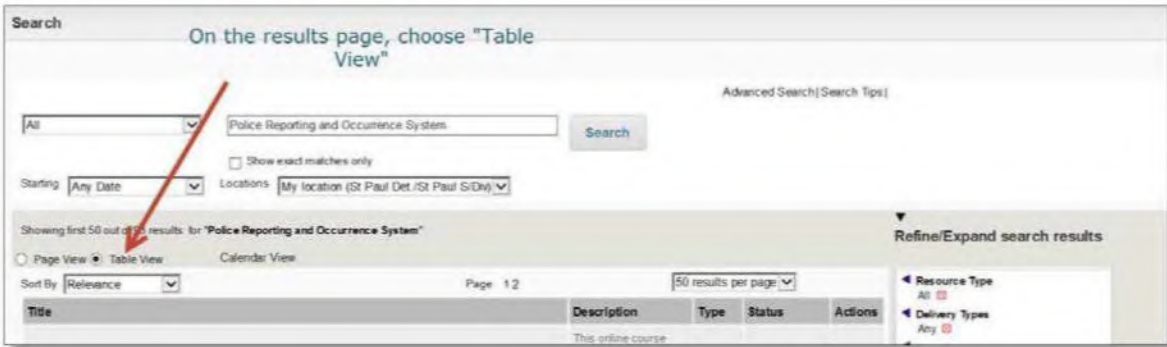 Search
On the results page, choose "Table
View"
Advanced Search| Search Tips|
All
Police Reporting and Occurrence System
Search
Show exact matches only
Starting Any Date Locations My location (St Paul Det /St Paul S/Div)
Showing first 50 out of results for "Police Reporting and Occurrence System"
Page View Table View Calendar View
Sort By Relevance Page 1 2 50 results per page
Title Description Type Status Actions
This online course
Refine/Expand search results
Resource Type
All
Delivery Types
Any